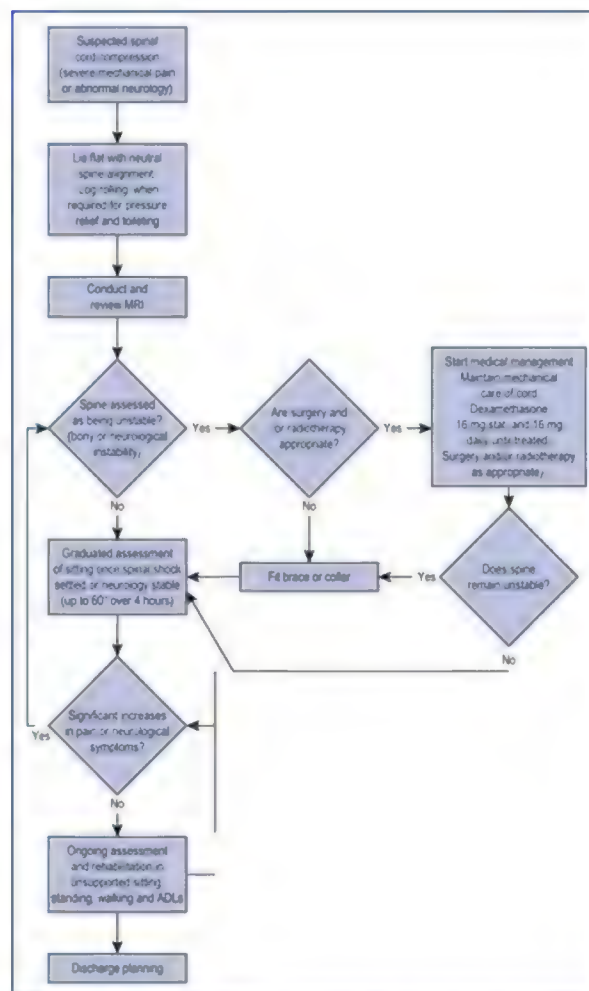 Suspected spinal
cord compression
(severe mechanical pain
or abnormal neurology)
Lie flat with neutral
spine alignment
Log rolling, when
required for pressure
relief and toileting
Conduct and
review MRI
Spine assessed
as being unstable?
(bony or neurological
instability)
Yes
Are surgery and
or radiotherapy
appropriate?
Yes
Start medical management
Maintain mechanical
care of cord
Dexamethasone
16 mg stat, and 16 mg
daily until treated
Surgery and/or radiotherapy
as appropriate)
No
No
Graduated assessment
of sitting once spinal shock
settled or neurology stable
(up to 60° over 4 hours)
Fit brace or collar
Yes
Does spine
remain unstable?
No
Significant increases
in pain or neurological
symptoms?
Yes
No
Ongoing assessment
and rehabilitation in
unsupported sitting
standing, walking and ADLs
Discharge planning